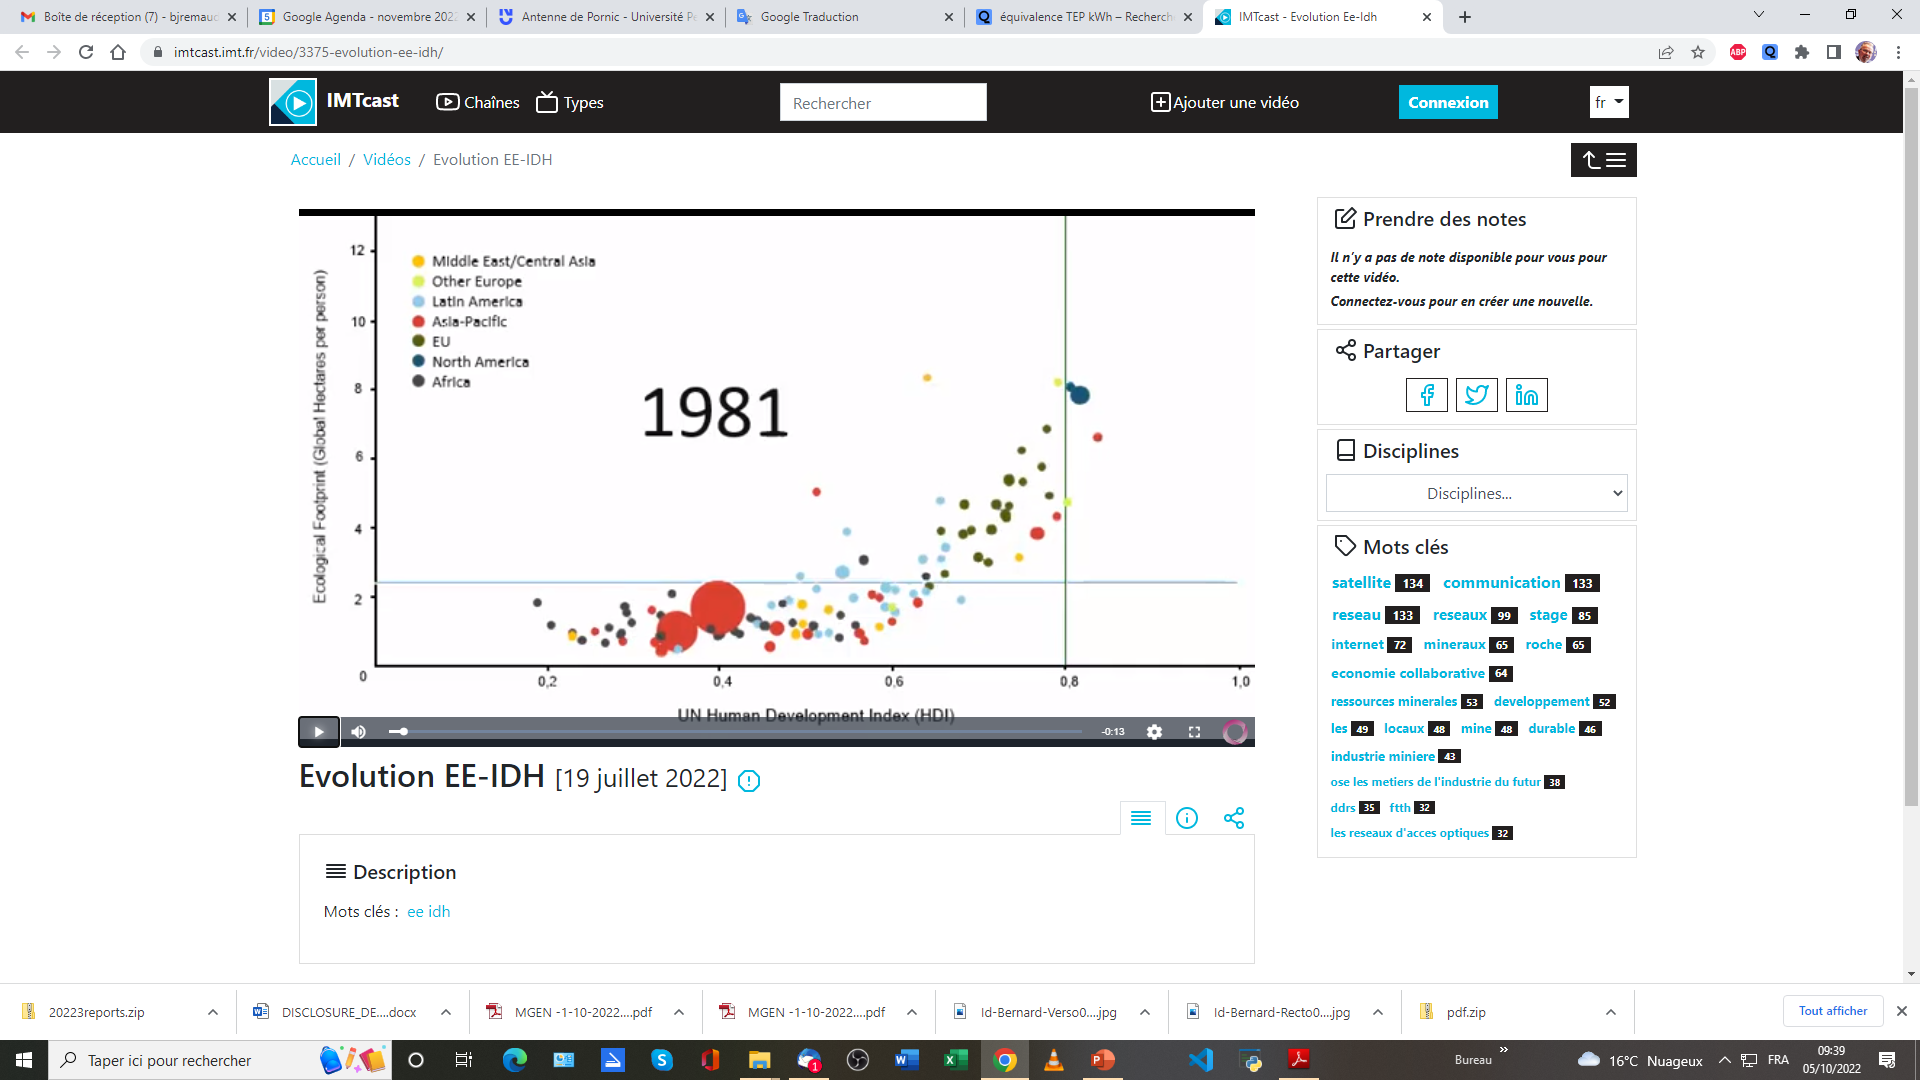 Boîte de réception (7) - bjremauc
Google Agenda - novembre 2022
Antenne de Pornic - Université Pe
Google Traduction
équivalence TEP kWh – Recherch
IMTcast - Evolution Ee-Idh
imtcast.imt.fr/video/3375-evolution-ee-idh/
ABP
IMTcast
Chaînes
Types
Rechercher
Ajouter une vidéo
Connexion
fr
Accueil / Vidéos / Evolution EE-IDH
12
10
8
6
4
2
0
Ecological Footprint (Global Hectares per person)
Middle East/Central Asia
Other Europe
Latin America
Asia-Pacific
EU
North America
Africa
1981
0,2
0,4
0,6
0,8
1,0
UN Human Development Index (HDI)
-0:13
Evolution EE-IDH [19 juillet 2022]
Description
Mots clés : ee idh
Prendre des notes
Il n'y a pas de note disponible pour vous pour
cette vidéo.
Connectez-vous pour en créer une nouvelle.
Partager
Disciplines
Disciplines...
Mots clés
satellite 134 communication 133
reseau 133 reseaux 99 stage 85
internet 72 mineraux 65 roche 65
economie collaborative 64
ressources minerales 53 developpement 52
les 49 locaux 48 mine 48 durable 46
industrie miniere 43
ose les metiers de l'industrie du futur 38
ddrs 35 ftth 32
les reseaux d'acces optiques 32
20223reports.zip
DISCLOSURE_DE....docx
MGEN -1-10-2022....pdf
MGEN -1-10-2022....pdf
Id-Bernard-Verso0....jpg
Id-Bernard-Recto0....jpg
pdf.zip
Tout afficher
Taper ici pour rechercher
1
Bureau
16°C Nuageux
FRA
09:39
05/10/2022